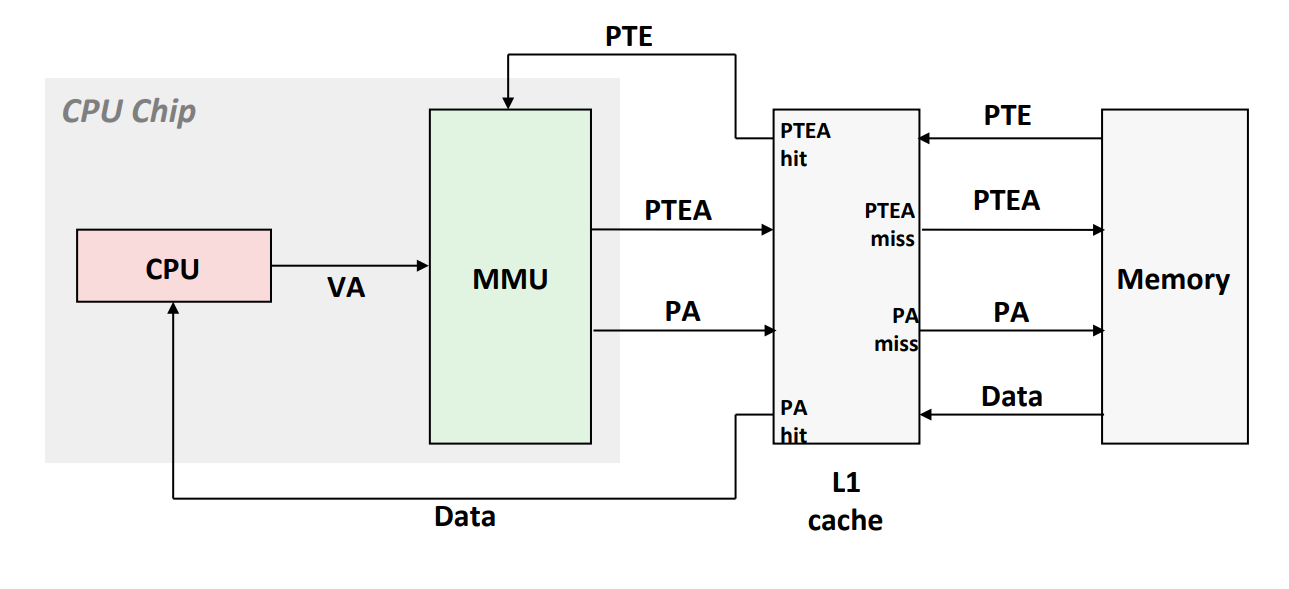 PTE
CPU Chip
PTEA
hit
PTE
PTEA
PTEA
miss
PTEA
CPU
VA
MMU
Memory
PA
PA
miss
PA
PA
hit
Data
L1
cache
Data